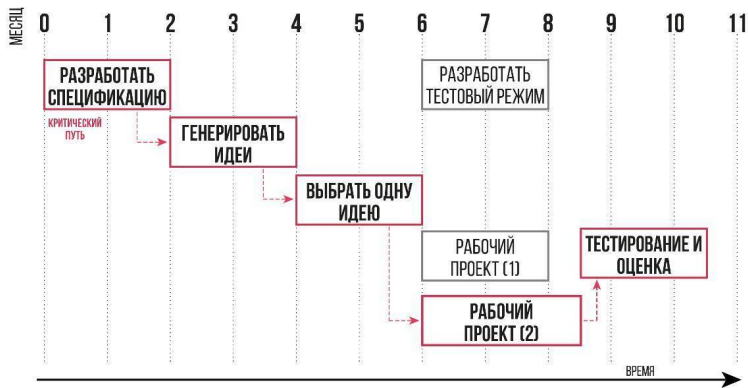 МЕСЯЦ
0 1 2 3 4 5 6 7 8 9 10 11
РАЗРАБОТАТЬ
СПЕЦИФИКАЦИЮ
РАЗРАБОТАТЬ
ТЕСТОВЫЙ РЕЖИМ
КРИТИЧЕСКИЙ
ПУТЬ
ГЕНЕРИРОВАТЬ
ИДЕИ
ВЫБРАТЬ ОДНУ
ИДЕЮ
РАБОЧИЙ
ПРОЕКТ (1)
ТЕСТИРОВАНИЕ И
ОЦЕНКА
РАБОЧИЙ
ПРОЕКТ (2)
ВРЕМЯ